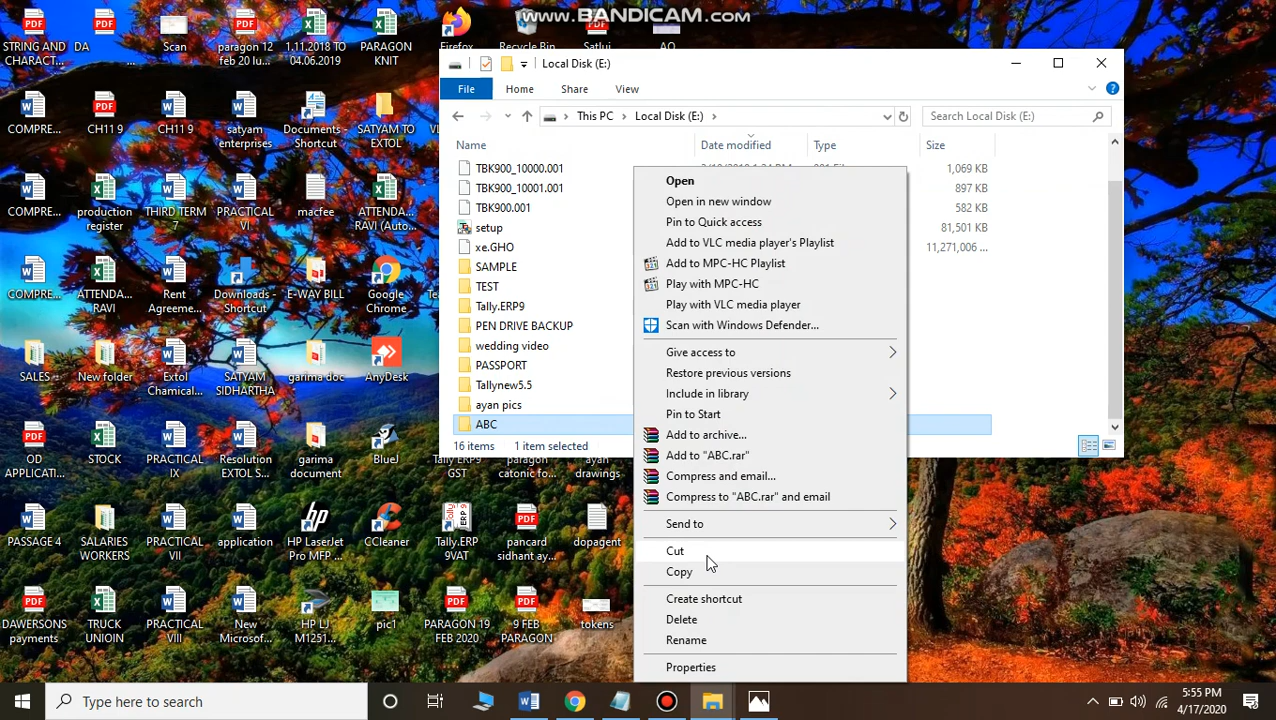 www.BANDICAM.com
STRING AND CHARACT...
DA
Scan
paragon 12 feb 20 lu...
1.11.2018 TO 04.06.2019
PARAGON KNIT
Firefox
Recycle Bin
Satluj
AO
COMPRE...
CH11 9
CH11 9
satyam enterprises
Documents - Shortcut
SATYAM TO EXTOL
COMPRE...
production register
THIRD TERM 7
PRACTICAL VI
macfee
ATTENDA... RAVI (Auto...
COMPRE...
ATTENDA... RAVI
Rent Agreeme...
Downloads - Shortcut
E-WAY BILL
Google Chrome
SALES
New folder
Extol Chamical...
SATYAM SIDHARTHA
garima doc
AnyDesk
OD APPLICATI...
STOCK
PRACTICAL IX
Resolution EXTOL S...
garima document
BlueJ
Tally ERP9 GST
paragon catonic fo...
ayan drawings
PASSAGE 4
SALARIES WORKERS
PRACTICAL VII
application
HP LaserJet Pro MFP ...
CCleaner
Tally.ERP 9VAT
pancard sidhant ay...
dopagent
DAWERSONS payments
TRUCK UNIOIN
PRACTICAL VIII
New Microsof...
HP LJ M1251...
pic1
PARAGON 19 FEB 2020
9 FEB PARAGON
tokens
Local Disk (E:)
File Home Share View
This PC Local Disk (E:)
Search Local Disk (E:)
Name Date modified Type Size
TBK900_10000.001 1,069 KB
TBK900_10001.001 897 KB
TBK900.001 582 KB
setup 81,501 KB
xe.GHO 11,271,006 ...
SAMPLE
TEST
Tally.ERP9
PEN DRIVE BACKUP
wedding video
PASSPORT
Tallynew5.5
ayan pics
ABC
16 items 1 item selected
Open
Open in new window
Pin to Quick access
Add to VLC media player's Playlist
Add to MPC-HC Playlist
Play with MPC-HC
Play with VLC media player
Scan with Windows Defender...
Give access to
Restore previous versions
Include in library
Pin to Start
Add to archive...
Add to "ABC.rar"
Compress and email...
Compress to "ABC.rar" and email
Send to
Cut
Copy
Create shortcut
Delete
Rename
Properties
Type here to search
5:55 PM
4/17/2020